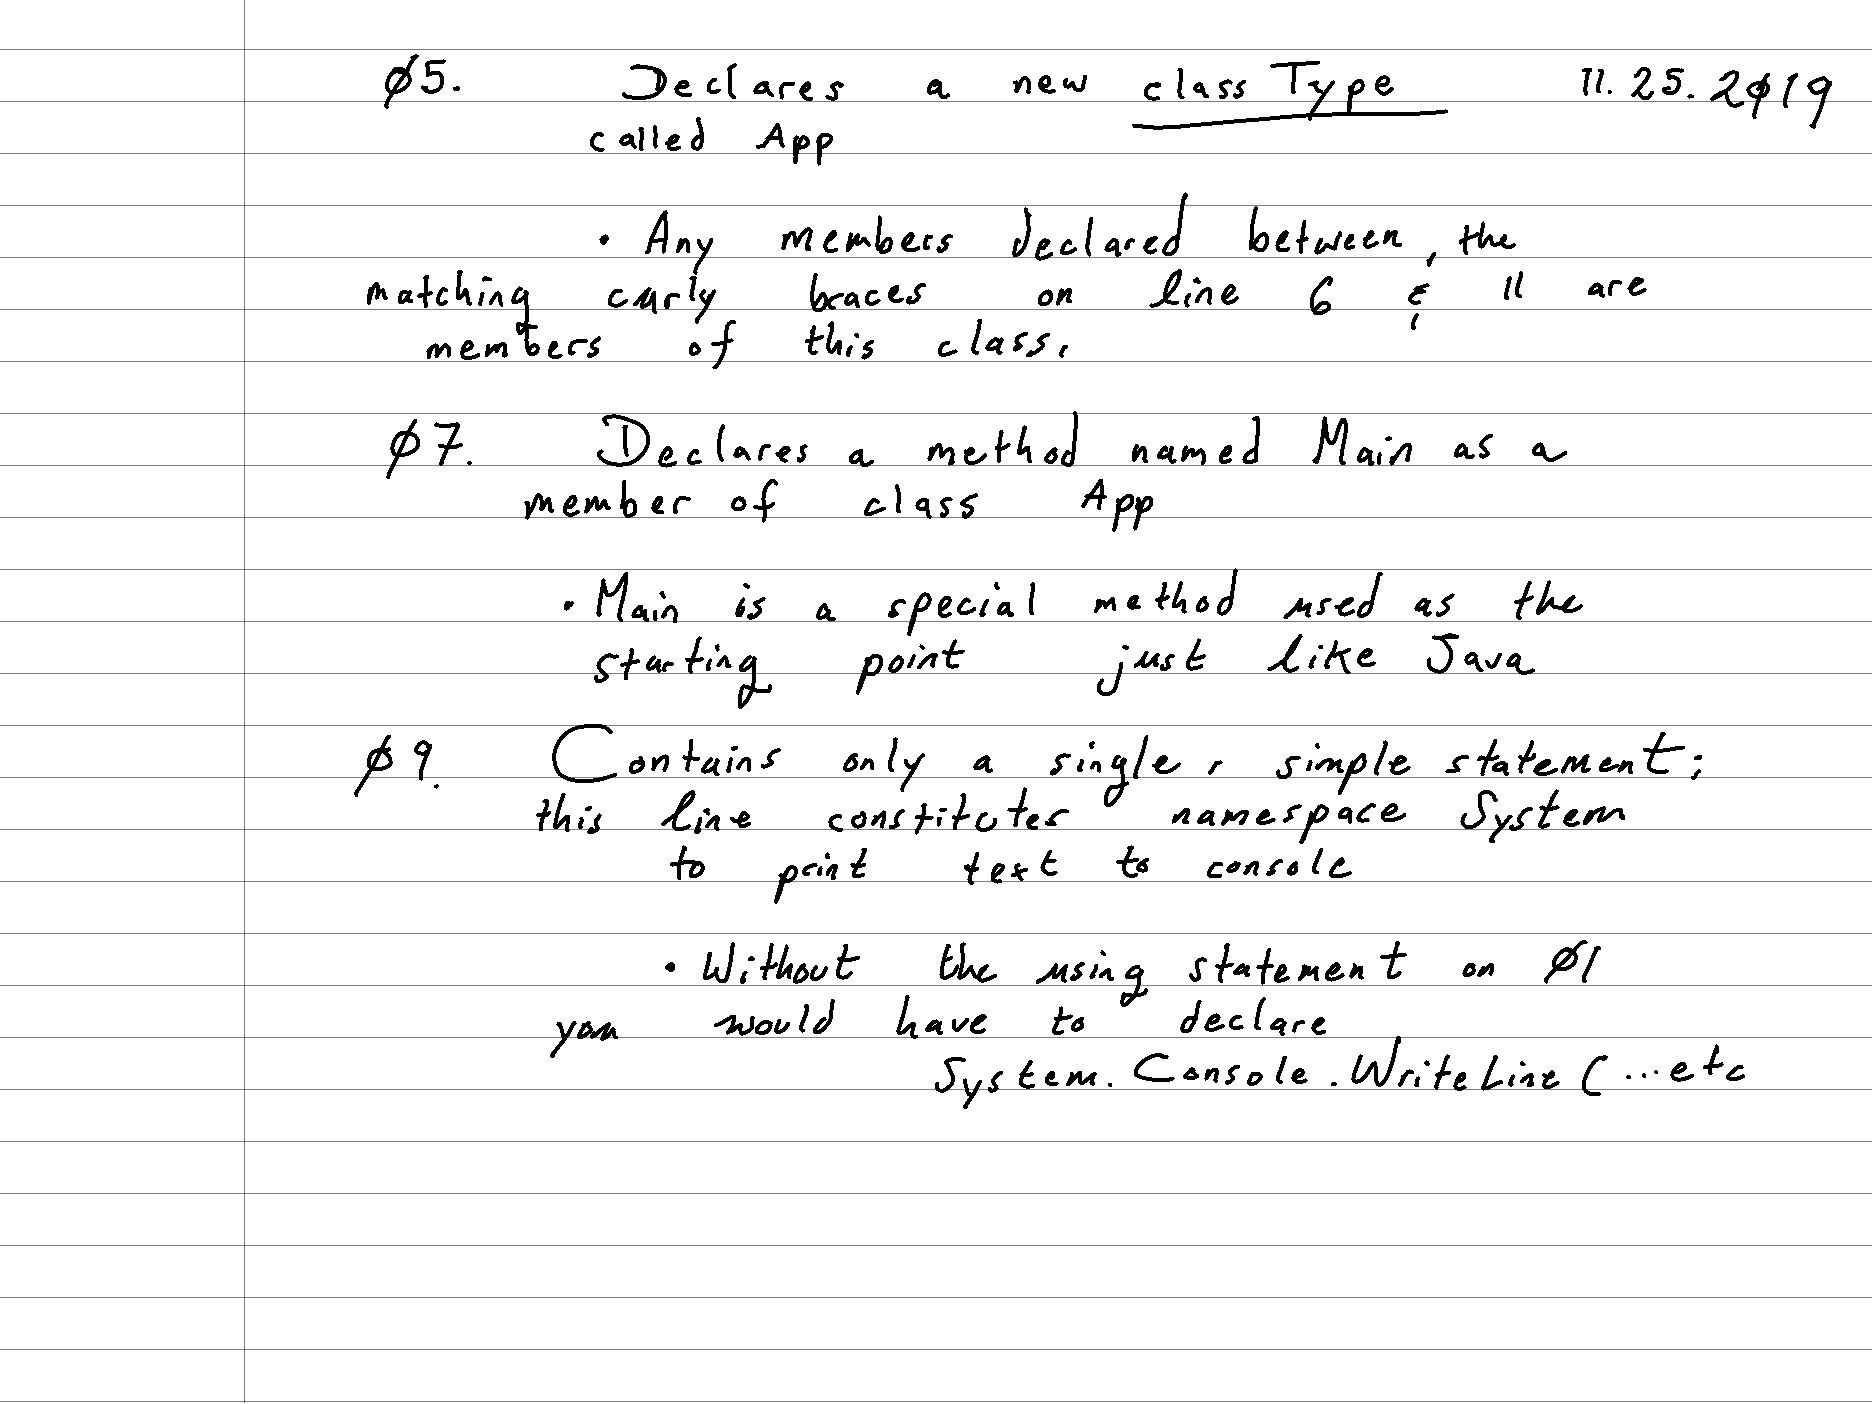 Ø5. Declares a new class Type 11.25.2Ø19
called App
• Any members declared between, the
matching curly braces on line 6 & 11 are
members of this class.
Ø7. Declares a method named Main as a
member of class App
• Main is a special method used as the
starting point just like Java
Ø9. Contains only a single, simple statement;
this line constitutes namespace System
to print text to console
• Without the using statement on Ø1
you would have to declare
System.Console.WriteLine(...etc